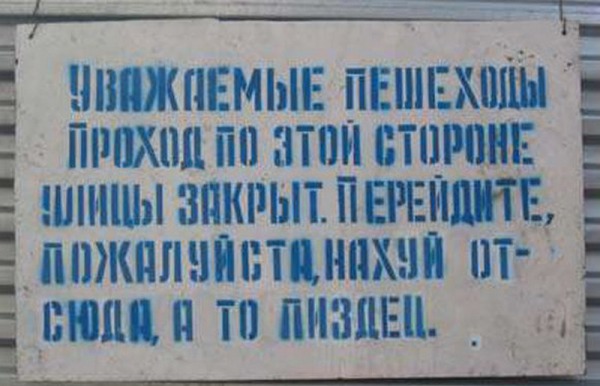 Уважаемые пешеходы
Проход по этой стороне
улицы закрыт. Перейдите,
пожалуйста, нахуй от-
сюда, а то пиздец.